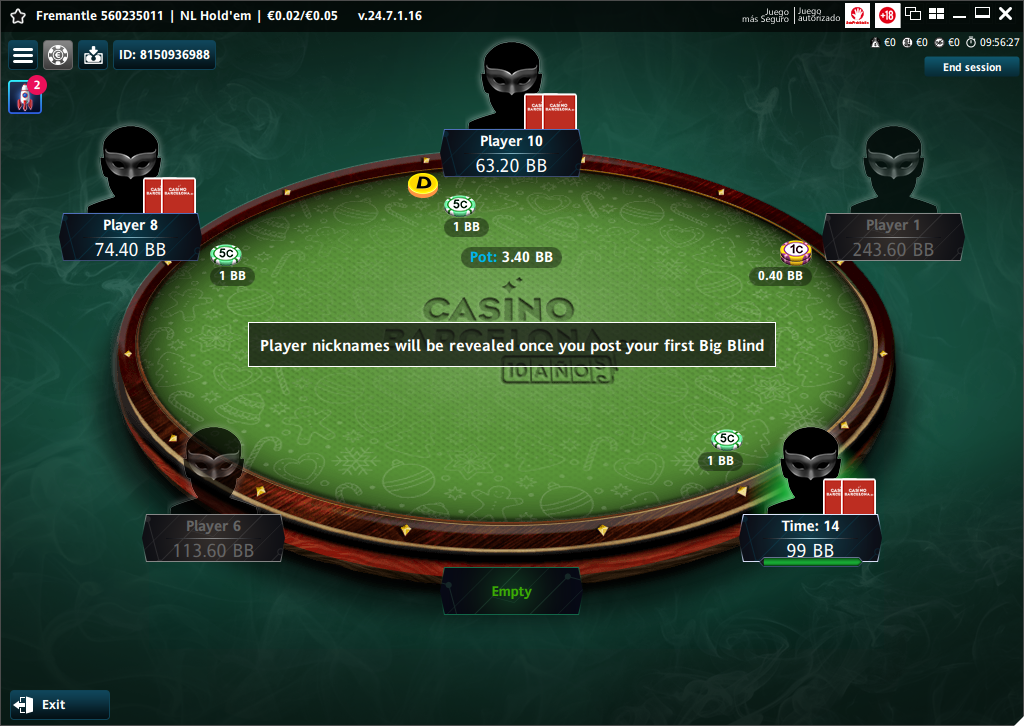 Fremantle 560235011 | NL Hold'em | €0.02/€0.05 v.24.7.1.16
Juego más Seguro
Juego autorizado
+18
ID: 8150936988
€0 €0 €0 09:56:27
End session
2
Player 10
63.20 BB
Player 8
74.40 BB
Player 1
243.60 BB
D
5C
1 BB
5C
1 BB
1C
0.40 BB
Pot: 3.40 BB
CASINO
BARCELONA
Player nicknames will be revealed once you post your first Big Blind
10 AÑOS
5C
1 BB
Player 6
113.60 BB
Time: 14
99 BB
Empty
Exit